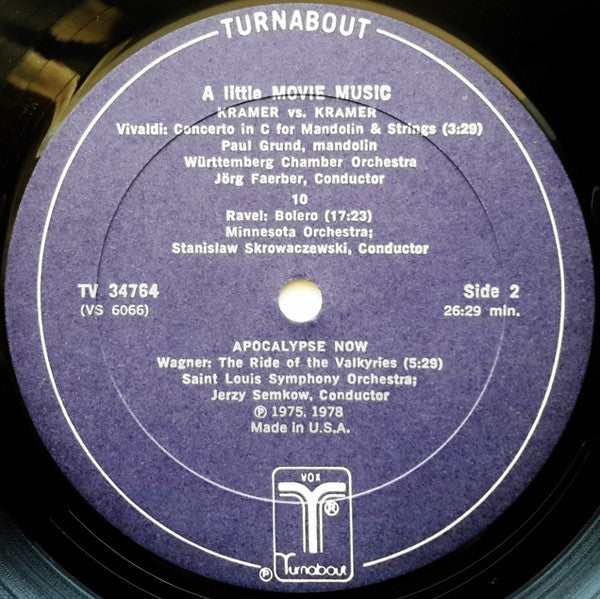 TURNABOUT
A little MOVIE MUSIC
KRAMER vs. KRAMER
Vivaldi: Concerto in C for Mandolin & Strings (3:29)
Paul Grund, mandolin
Württemberg Chamber Orchestra
Jörg Faerber, Conductor
10
Ravel: Bolero (17:23)
Minnesota Orchestra;
Stanislaw Skrowaczewski, Conductor
TV 34764
(VS 6066)
Side 2
26:29 min.
APOCALYPSE NOW
Wagner: The Ride of the Valkyries (5:29)
Saint Louis Symphony Orchestra;
Jerzy Semkow, Conductor
℗ 1975, 1978
Made in U.S.A.
VOX
®
℗ Turnabout